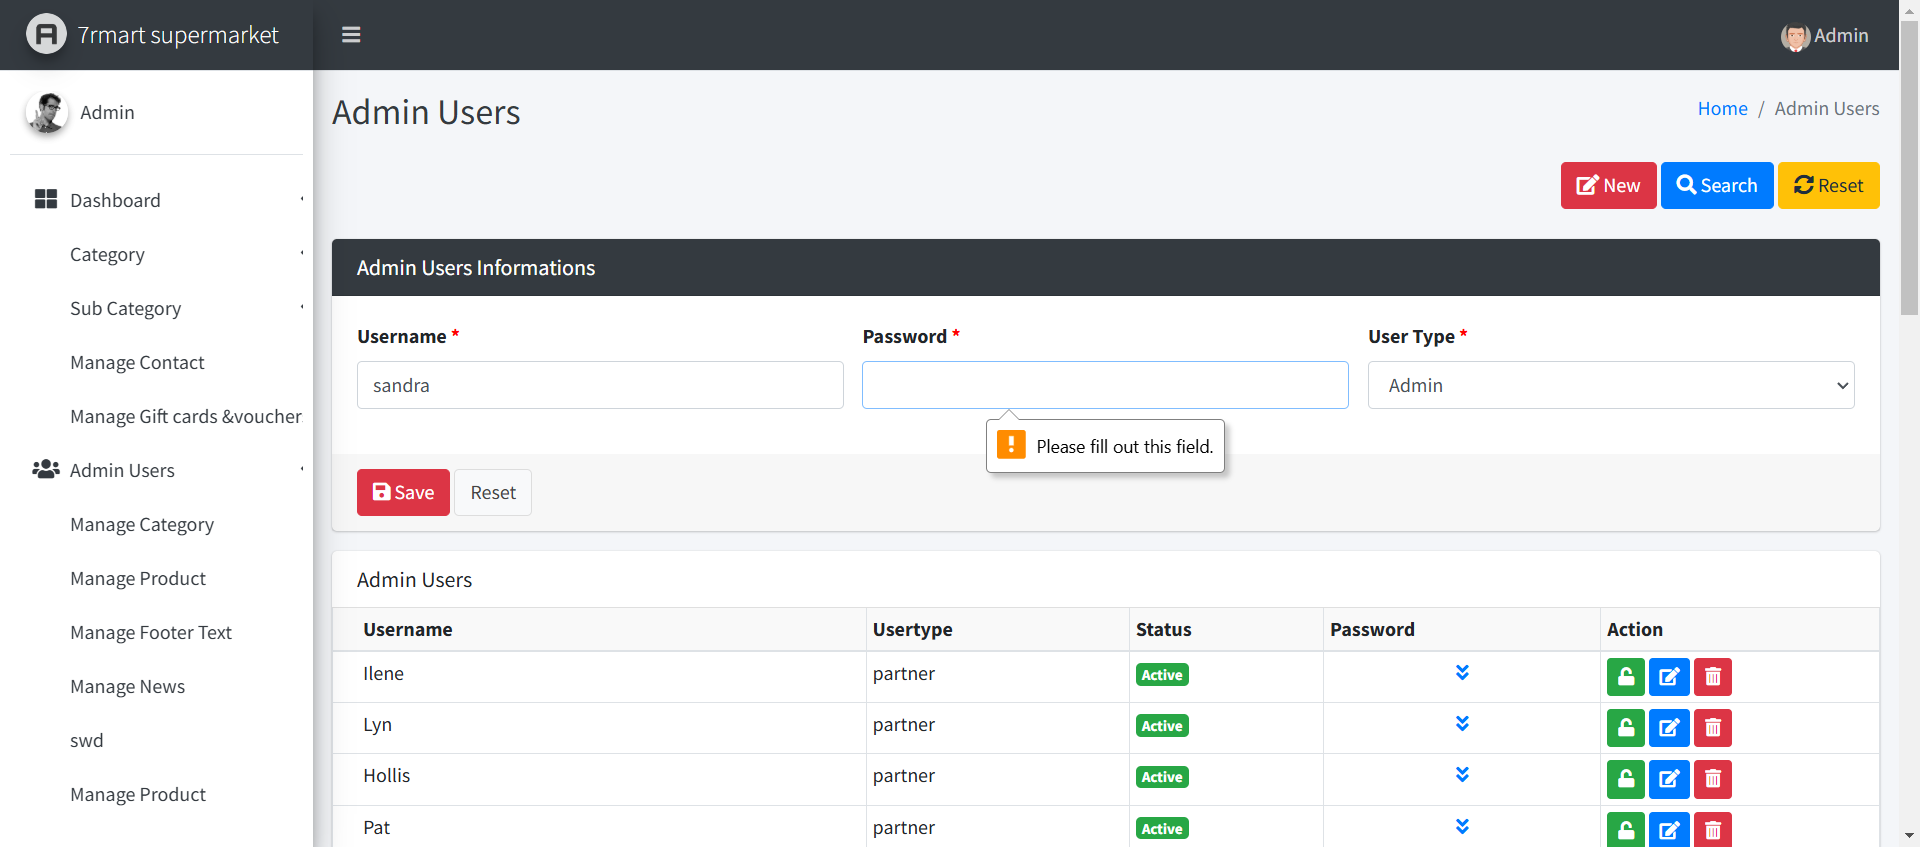 7rmart supermarket
Admin
Admin
Dashboard
Category
Sub Category
Manage Contact
Manage Gift cards &voucher
Admin Users
Manage Category
Manage Product
Manage Footer Text
Manage News
swd
Manage Product
Admin Users
Home / Admin Users
New Search Reset
Admin Users Informations
Username * Password * User Type *
sandra Admin
Please fill out this field.
Save Reset
Admin Users
Username Usertype Status Password Action
Ilene partner Active
Lyn partner Active
Hollis partner Active
Pat partner Active